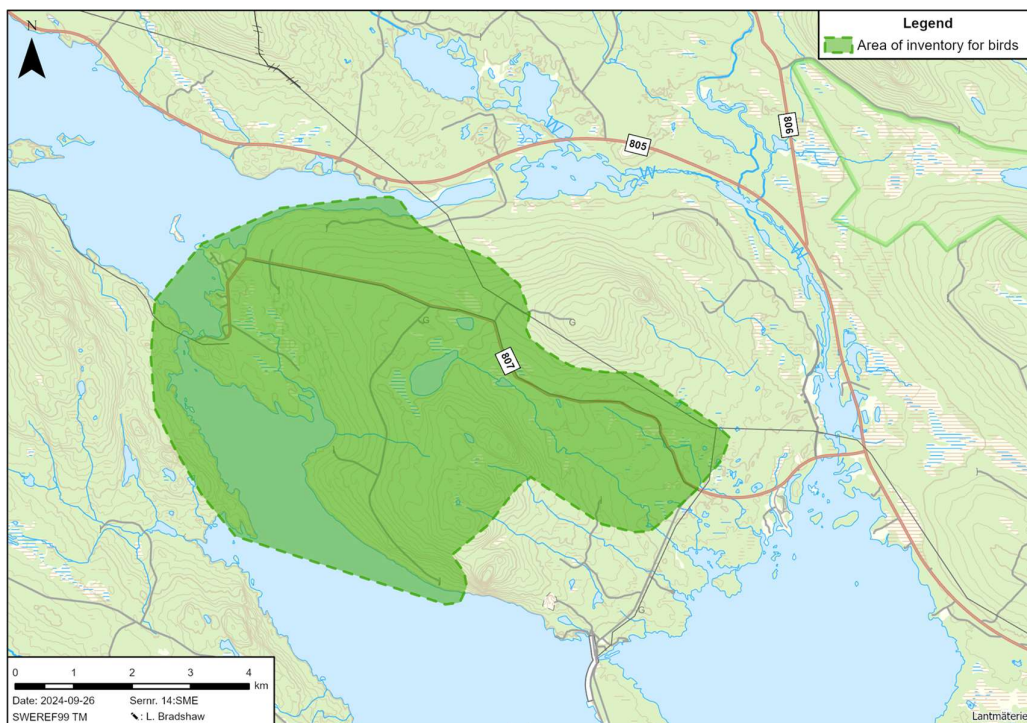 N
Legend
Area of inventory for birds
805
806
807
G
G
G
0 1 2 3 4
km
Date: 2024-09-26 Sernr. 14:SME
SWEREF99 TM : L. Bradshaw
Lantmäterie